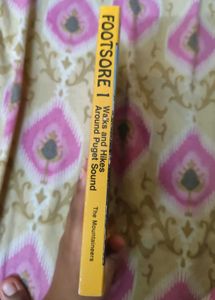 FOOTSORE 1
Walks and Hikes
Around Puget Sound
The Mountaineers